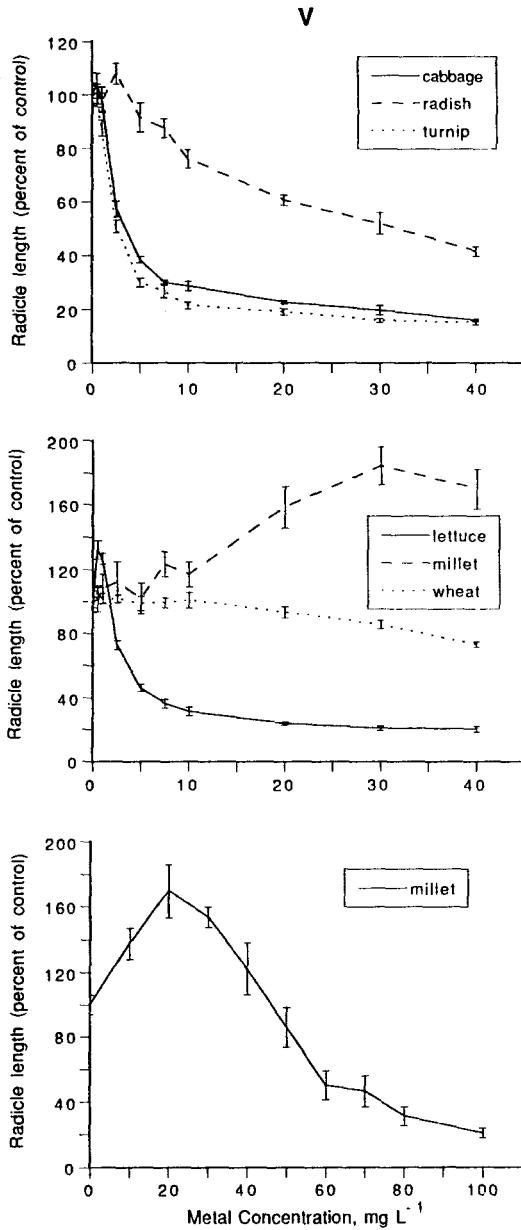 V
Radicle length (percent of control)
120
100
80
60
40
20
0
cabbage
radish
turnip
0 10 20 30 40
Radicle length (percent of control)
200
160
120
80
40
0
lettuce
millet
wheat
0 10 20 30 40
Radicle length (percent of control)
200
160
120
80
40
0
millet
0 20 40 60 80 100
Metal Concentration, mg L⁻¹